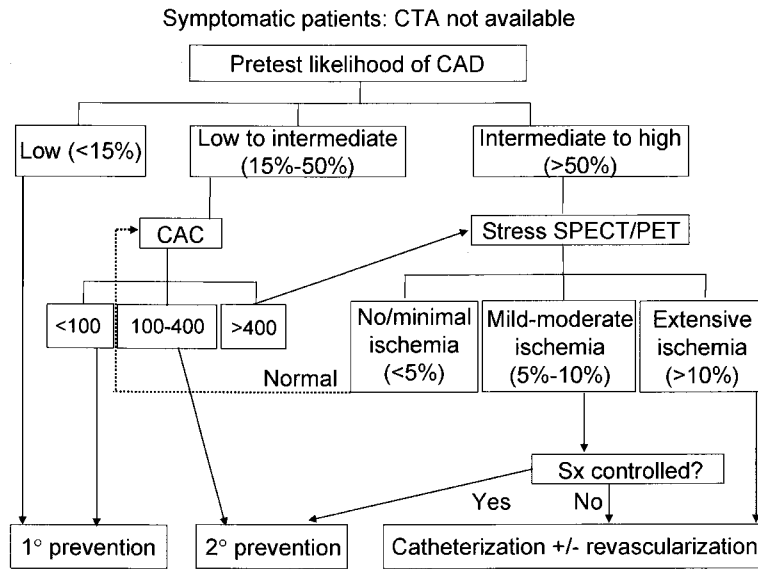 Symptomatic patients: CTA not available
Pretest likelihood of CAD
Low (<15%)
Low to intermediate
(15%-50%)
Intermediate to high
(>50%)
CAC
Stress SPECT/PET
<100
100-400
>400
No/minimal
ischemia
(<5%)
Mild-moderate
ischemia
(5%-10%)
Extensive
ischemia
(>10%)
Normal
Sx controlled?
Yes
No
1° prevention
2° prevention
Catheterization +/- revascularization